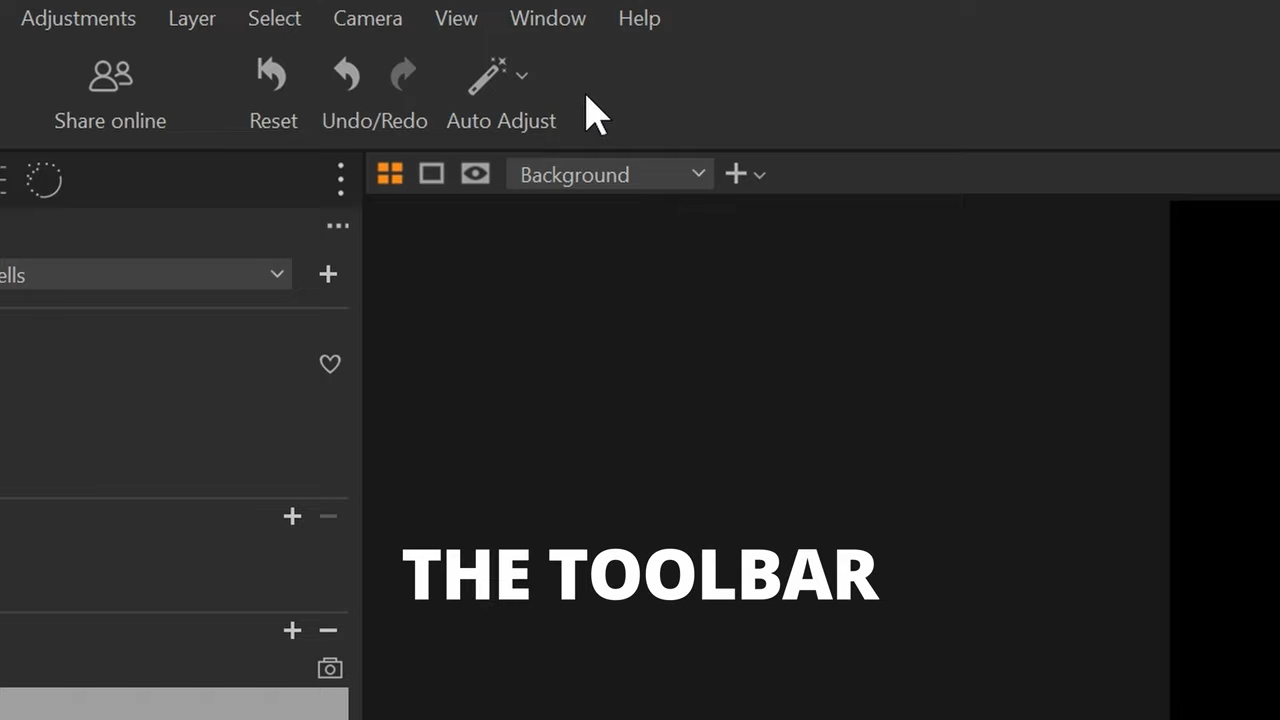 Adjustments Layer Select Camera View Window Help
Share online Reset Undo/Redo Auto Adjust
Background
ells
THE TOOLBAR